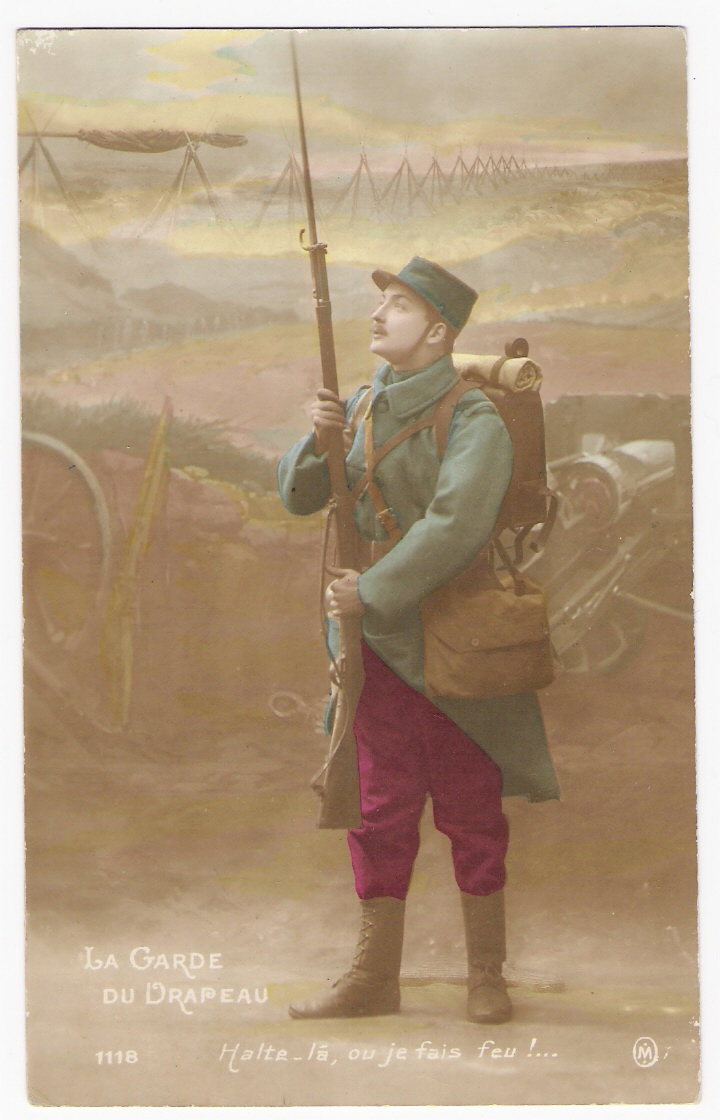 La Garde
du Drapeau
1118
Halte-là, ou je fais feu !...
M